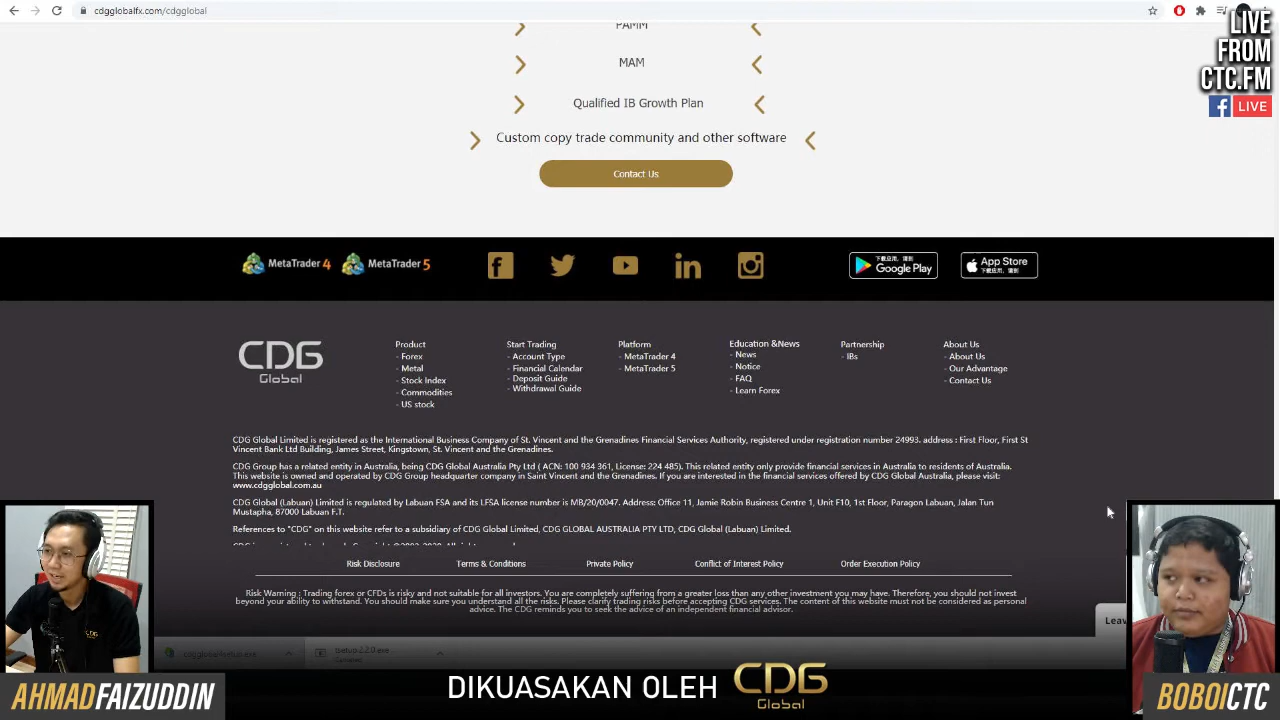 cdgglobalfx.com/cdgglobal
LIVE
FROM
CTC.FM
LIVE
PAMM
MAM
Qualified IB Growth Plan
Custom copy trade community and other software
Contact Us
MetaTrader 4
MetaTrader 5
下载应用，请到
Google Play
下载应用，请到
App Store
CDG
Global
Product
- Forex
- Metal
- Stock Index
- Commodities
- US stock
Start Trading
- Account Type
- Financial Calendar
- Deposit Guide
- Withdrawal Guide
Platform
- MetaTrader 4
- MetaTrader 5
Education &News
- News
- Notice
- FAQ
- Learn Forex
Partnership
- IBs
About Us
- About Us
- Our Advantage
- Contact Us
CDG Global Limited is registered as the International Business Company of St. Vincent and the Grenadines Financial Services Authority, registered under registration number 24993. address : First Floor, First St
Vincent Bank Ltd Building, James Street, Kingstown, St. Vincent and the Grenadines.
CDG Group has a related entity in Australia, being CDG Global Australia Pty Ltd ( ACN: 100 934 361, License: 224 485). This related entity only provide financial services in Australia to residents of Australia.
This website is owned and operated by CDG Group headquarter company in Saint Vincent and the Grenadines. If you are interested in the financial services offered by CDG Global Australia, please visit:
www.cdgglobal.com.au
CDG Global (Labuan) Limited is regulated by Labuan FSA and its LFSA license number is MB/20/0047. Address: Office 11, Jamie Robin Business Centre 1, Unit F10, 1st Floor, Paragon Labuan, Jalan Tun
Mustapha, 87000 Labuan F.T.
References to "CDG" on this website refer to a subsidiary of CDG Global Limited, CDG GLOBAL AUSTRALIA PTY LTD, CDG Global (Labuan) Limited.
Risk Disclosure
Terms & Conditions
Private Policy
Conflict of Interest Policy
Order Execution Policy
Risk Warning : Trading forex or CFDs is risky and not suitable for all investors. You are completely suffering from a greater loss than any other investment you may have. Therefore, you should not invest
beyond your ability to withstand. You should make sure you understand all the risks. Please clarify trading risks before accepting CDG services. The content of this website must not be considered as personal
advice. The CDG reminds you to seek the advice of an independent financial advisor.
Leav
CDG
AHMADFAIZUDDIN
DIKUASAKAN OLEH
CDG
Global
BOBOICTC